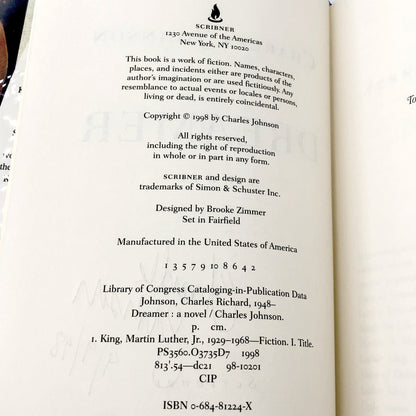 SCRIBNER
1230 Avenue of the Americas
New York, NY 10020
This book is a work of fiction. Names, characters,
places, and incidents either are products of the
author's imagination or are used fictitiously. Any
resemblance to actual events or locales or persons,
living or dead, is entirely coincidental.
Copyright © 1998 by Charles Johnson
All rights reserved,
including the right of reproduction
in whole or in part in any form.
SCRIBNER and design are
trademarks of Simon & Schuster Inc.
Designed by Brooke Zimmer
Set in Fairfield
Manufactured in the United States of America
1 3 5 7 9 10 8 6 4 2
Library of Congress Cataloging-in-Publication Data
Johnson, Charles Richard, 1948–
Dreamer : a novel / Charles Johnson.
p. cm.
1. King, Martin Luther, Jr., 1929–1968—Fiction. I. Title.
PS3560.O3735D7 1998
813'.54—dc21 98-10201
CIP
ISBN 0-684-81224-X